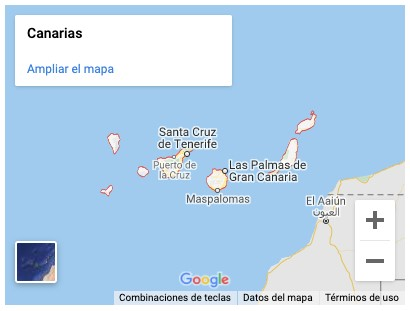 Canarias
Ampliar el mapa
Santa Cruz
de Tenerife
Puerto de
la Cruz
Las Palmas de
Gran Canaria
Maspalomas
El Aaiún
العيون
Google
Combinaciones de teclas
Datos del mapa
Términos de uso